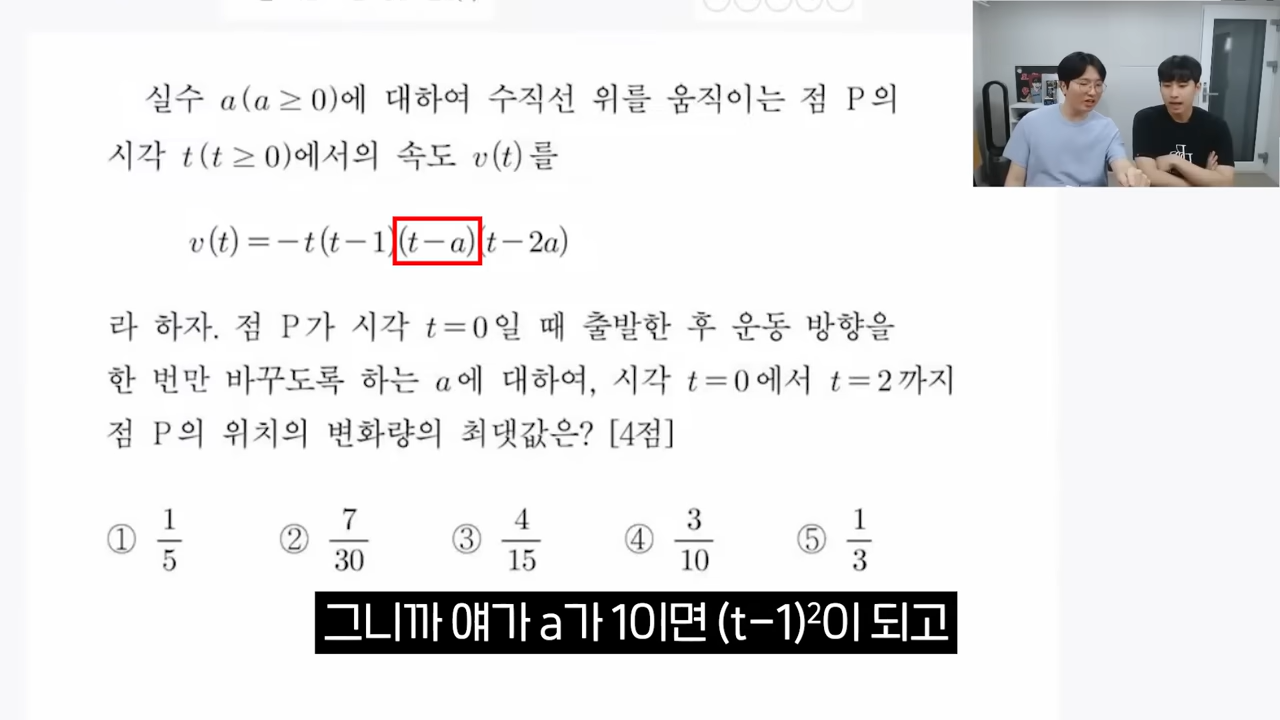 실수 a(a≥0)에 대하여 수직선 위를 움직이는 점 P의
시각 t(t≥0)에서의 속도 v(t)를
v(t)=−t(t−1)(t−a)(t−2a)
라 하자. 점 P가 시각 t=0일 때 출발한 후 운동 방향을
한 번만 바꾸도록 하는 a에 대하여, 시각 t=0에서 t=2까지
점 P의 위치의 변화량의 최댓값은? [4점]
① 1/5 ② 7/30 ③ 4/15 ④ 3/10 ⑤ 1/3
그니까 얘가 a가 1이면 (t-1)²이 되고